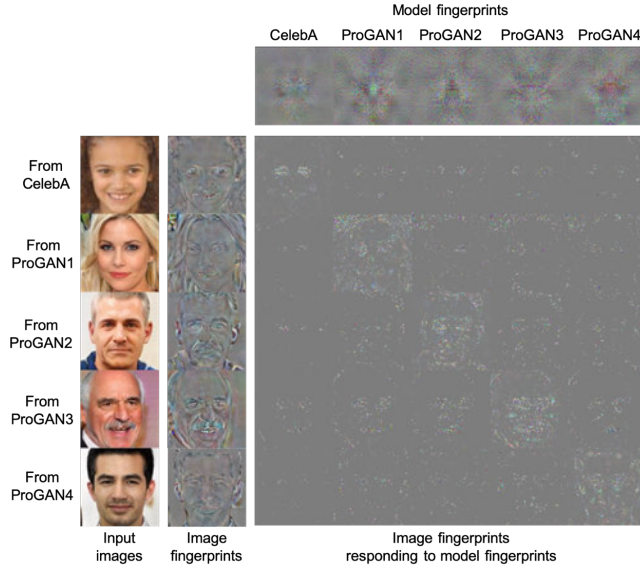 Model fingerprints
CelebA ProGAN1 ProGAN2 ProGAN3 ProGAN4
From
CelebA
From
ProGAN1
From
ProGAN2
From
ProGAN3
From
ProGAN4
Input
images
Image
fingerprints
Image fingerprints
responding to model fingerprints